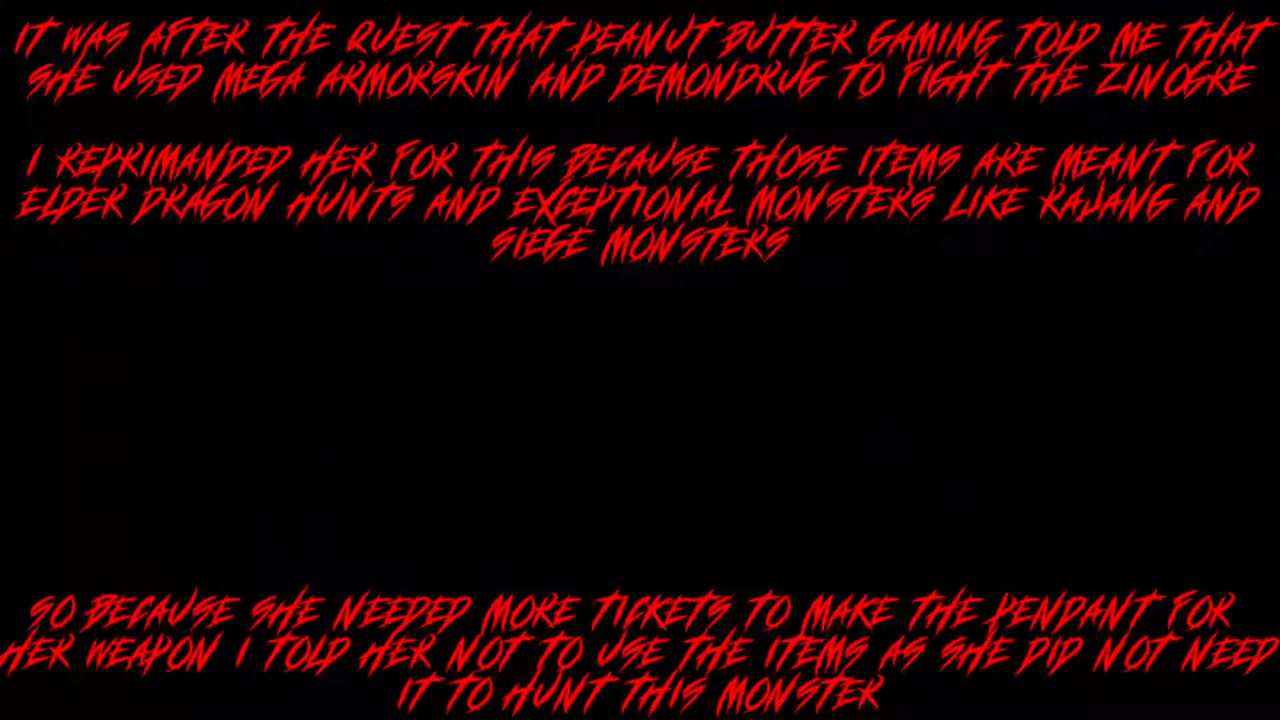 IT WAS AFTER THE QUEST THAT PEANUT BUTTER GAMING TOLD ME THAT
SHE USED MEGA ARMORSKIN AND DEMONDRUG TO FIGHT THE ZINOGRE
I REPRIMANDED HER FOR THIS BECAUSE THOSE ITEMS ARE MEANT FOR
ELDER DRAGON HUNTS AND EXCEPTIONAL MONSTERS LIKE RAJANG AND
SIEGE MONSTERS
SO BECAUSE SHE NEEDED MORE TICKETS TO MAKE THE PENDANT FOR
HER WEAPON I TOLD HER NOT TO USE THE ITEMS AS SHE DID NOT NEED
IT TO HUNT THIS MONSTER